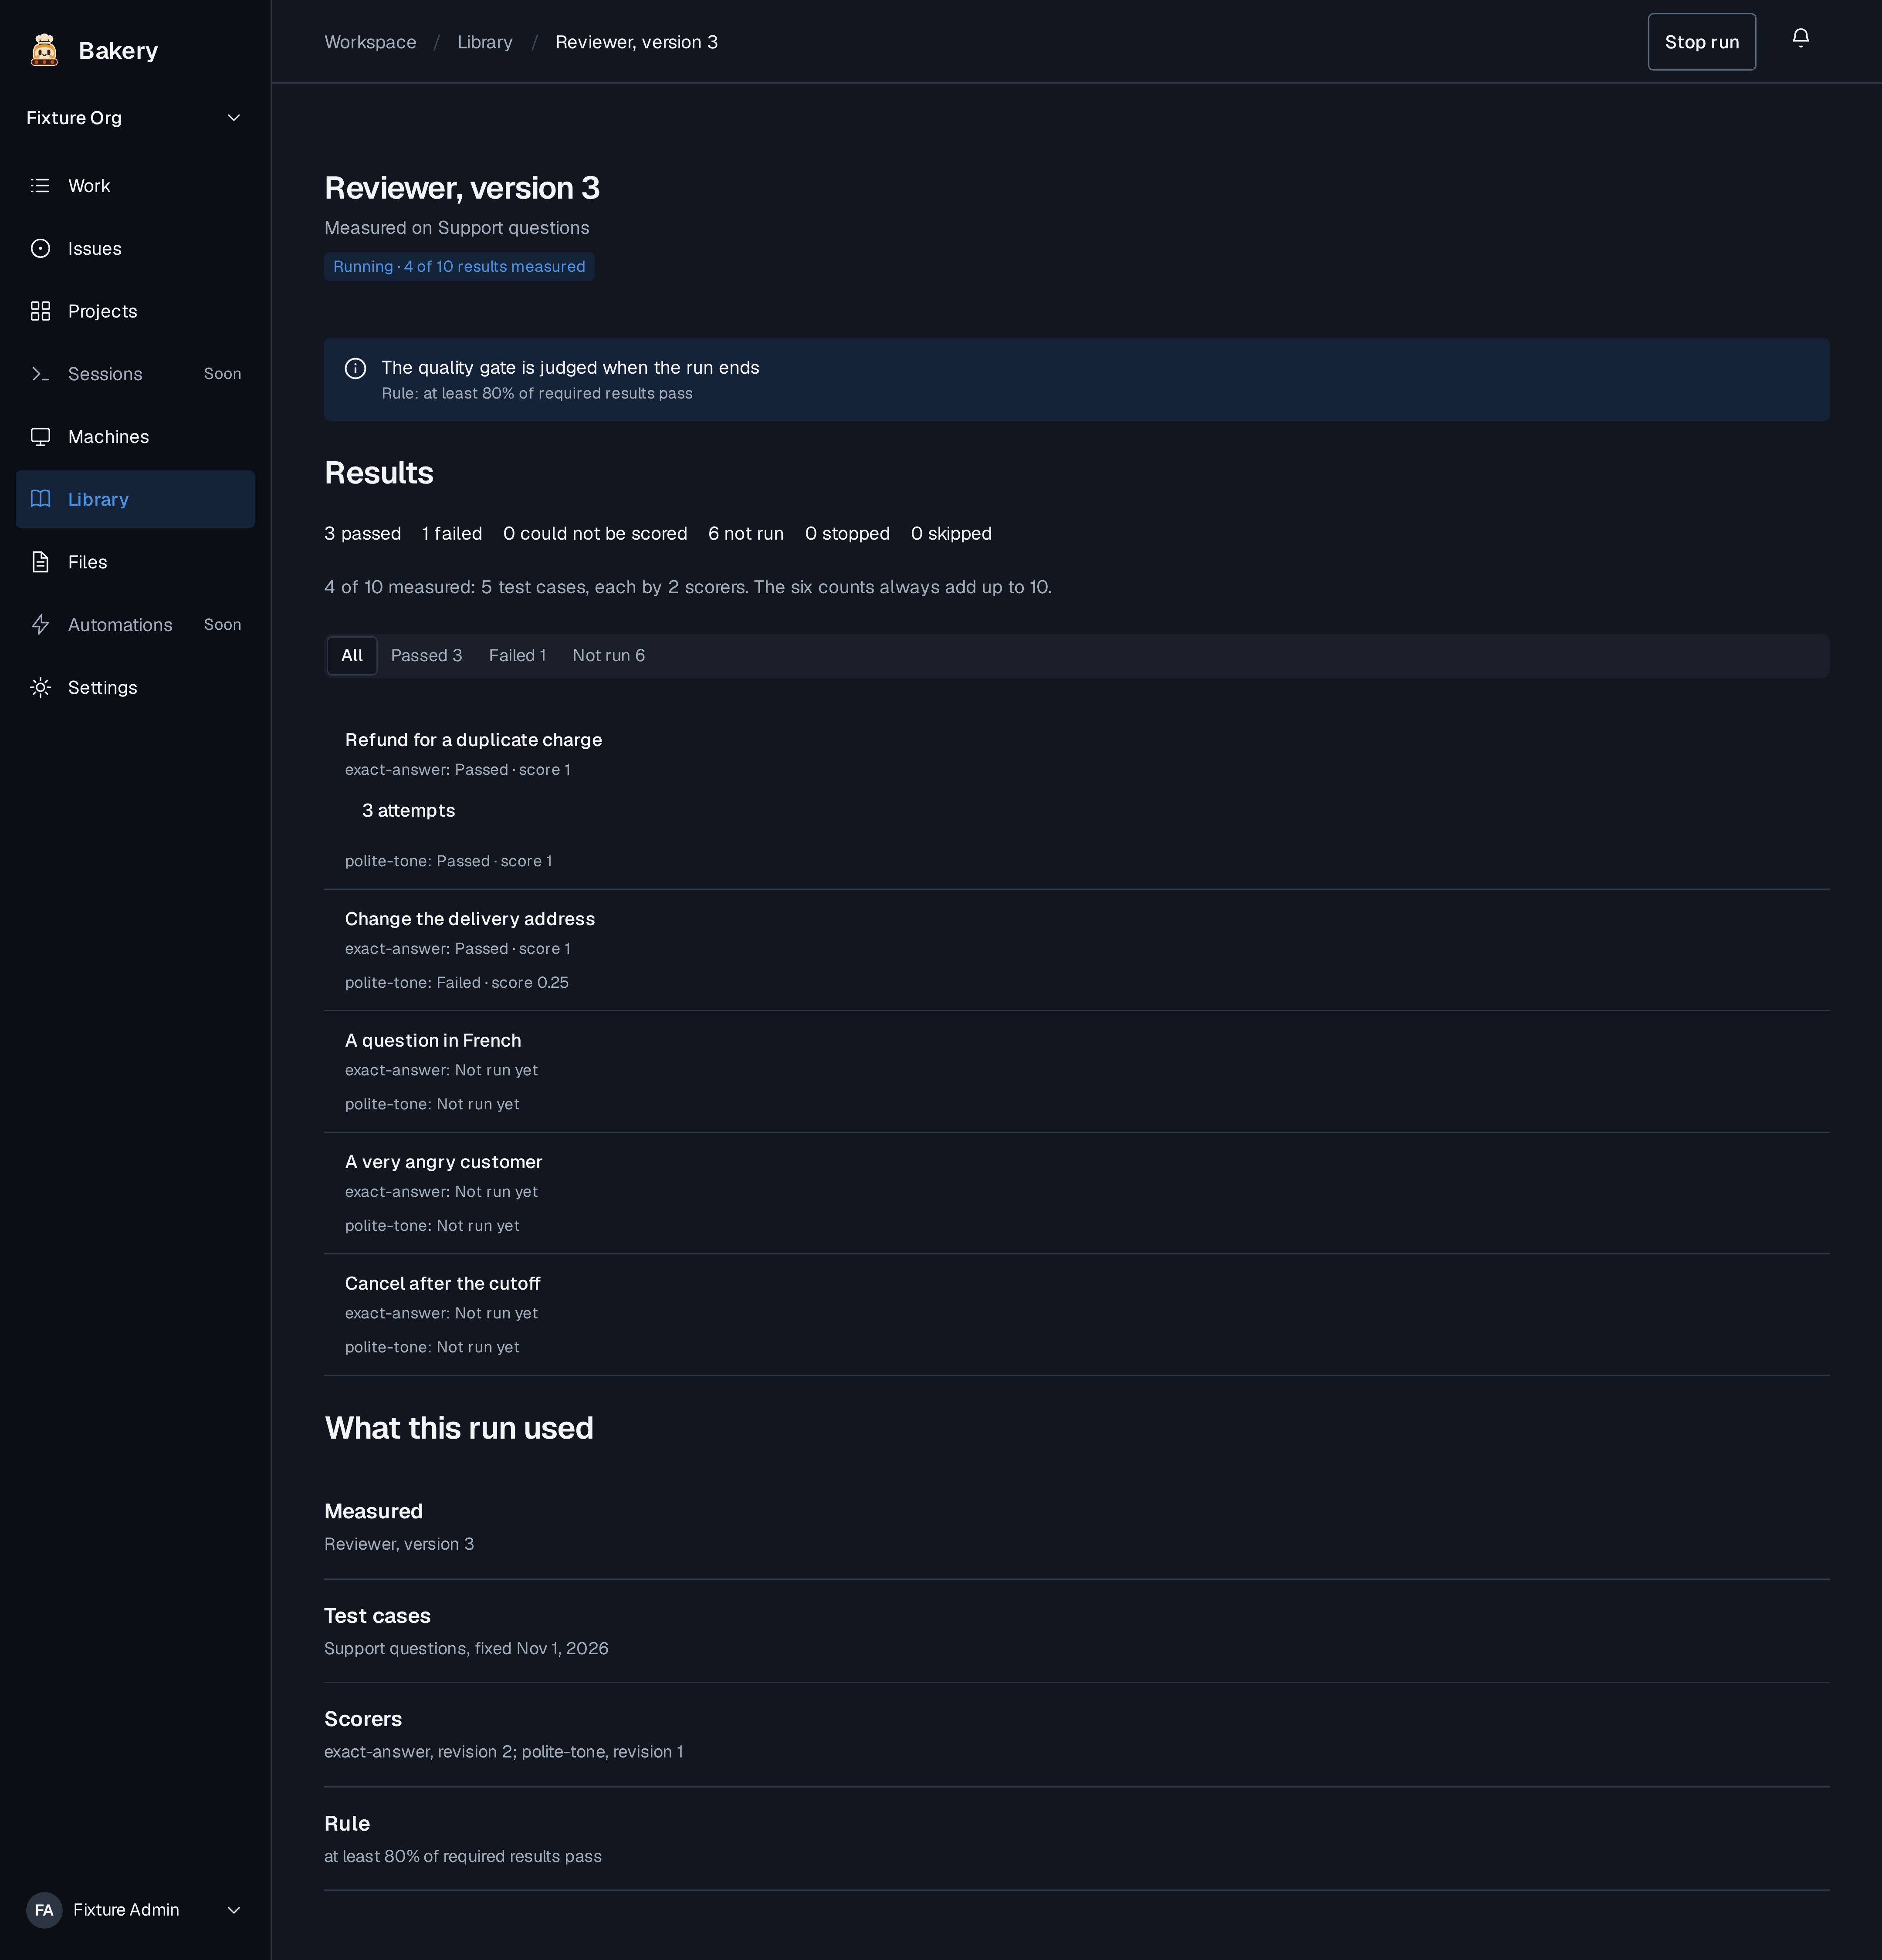 Bakery
Fixture Org
Work
Issues
Projects
Sessions Soon
Machines
Library
Files
Automations Soon
Settings
FA Fixture Admin
Workspace / Library / Reviewer, version 3
Stop run
Reviewer, version 3
Measured on Support questions
Running · 4 of 10 results measured
The quality gate is judged when the run ends
Rule: at least 80% of required results pass
Results
3 passed 1 failed 0 could not be scored 6 not run 0 stopped 0 skipped
4 of 10 measured: 5 test cases, each by 2 scorers. The six counts always add up to 10.
All Passed 3 Failed 1 Not run 6
Refund for a duplicate charge
exact-answer: Passed · score 1
3 attempts
polite-tone: Passed · score 1
Change the delivery address
exact-answer: Passed · score 1
polite-tone: Failed · score 0.25
A question in French
exact-answer: Not run yet
polite-tone: Not run yet
A very angry customer
exact-answer: Not run yet
polite-tone: Not run yet
Cancel after the cutoff
exact-answer: Not run yet
polite-tone: Not run yet
What this run used
Measured
Reviewer, version 3
Test cases
Support questions, fixed Nov 1, 2026
Scorers
exact-answer, revision 2; polite-tone, revision 1
Rule
at least 80% of required results pass